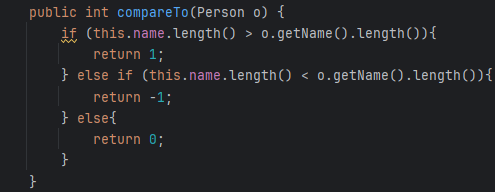 public int compareTo(Person o) {
    if (this.name.length() > o.getName().length()){
        return 1;
    } else if (this.name.length() < o.getName().length()){
        return -1;
    } else{
        return 0;
    }
}